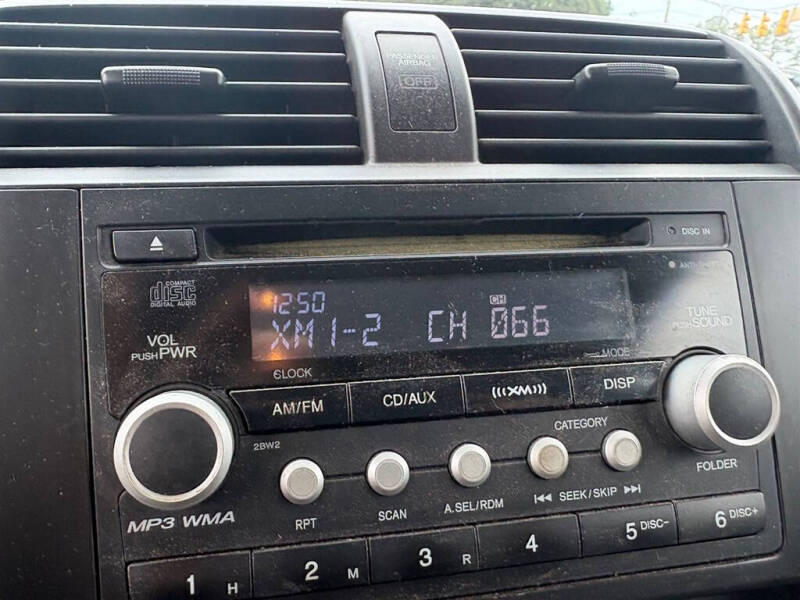 PASSENGER
AIRBAG
OFF
DISC IN
COMPACT
disc
DIGITAL AUDIO
12:50
CH
XM1-2 CH 066
TUNE
PUSH SOUND
VOL
PUSH PWR
CLOCK
MODE
AM/FM CD/AUX (((XM))) DISP
2BW2
CATEGORY
FOLDER
MP3 WMA
RPT SCAN A.SEL/RDM SEEK/SKIP
1 H 2 M 3 R 4 5 DISC- 6 DISC+